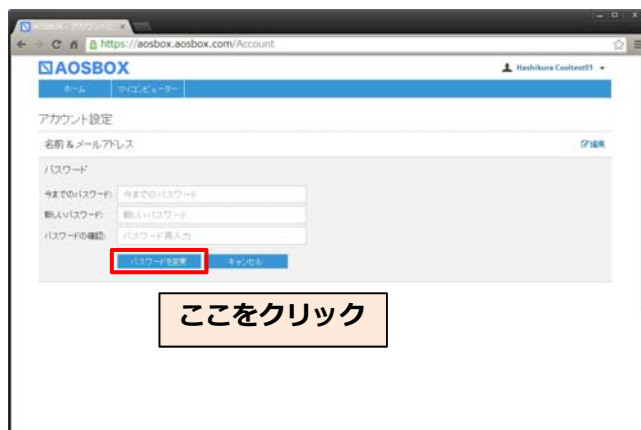 https://aosbox.aosbox.com/Account
AOSBOX
Hashikura Cooltest01
ホーム マイコンピューター
アカウント設定
名前 & メールアドレス
編集
パスワード
今までのパスワード: 今までのパスワード
新しいパスワード: 新しいパスワード
パスワードの確認: パスワード再入力
パスワードを変更 キャンセル
ここをクリック